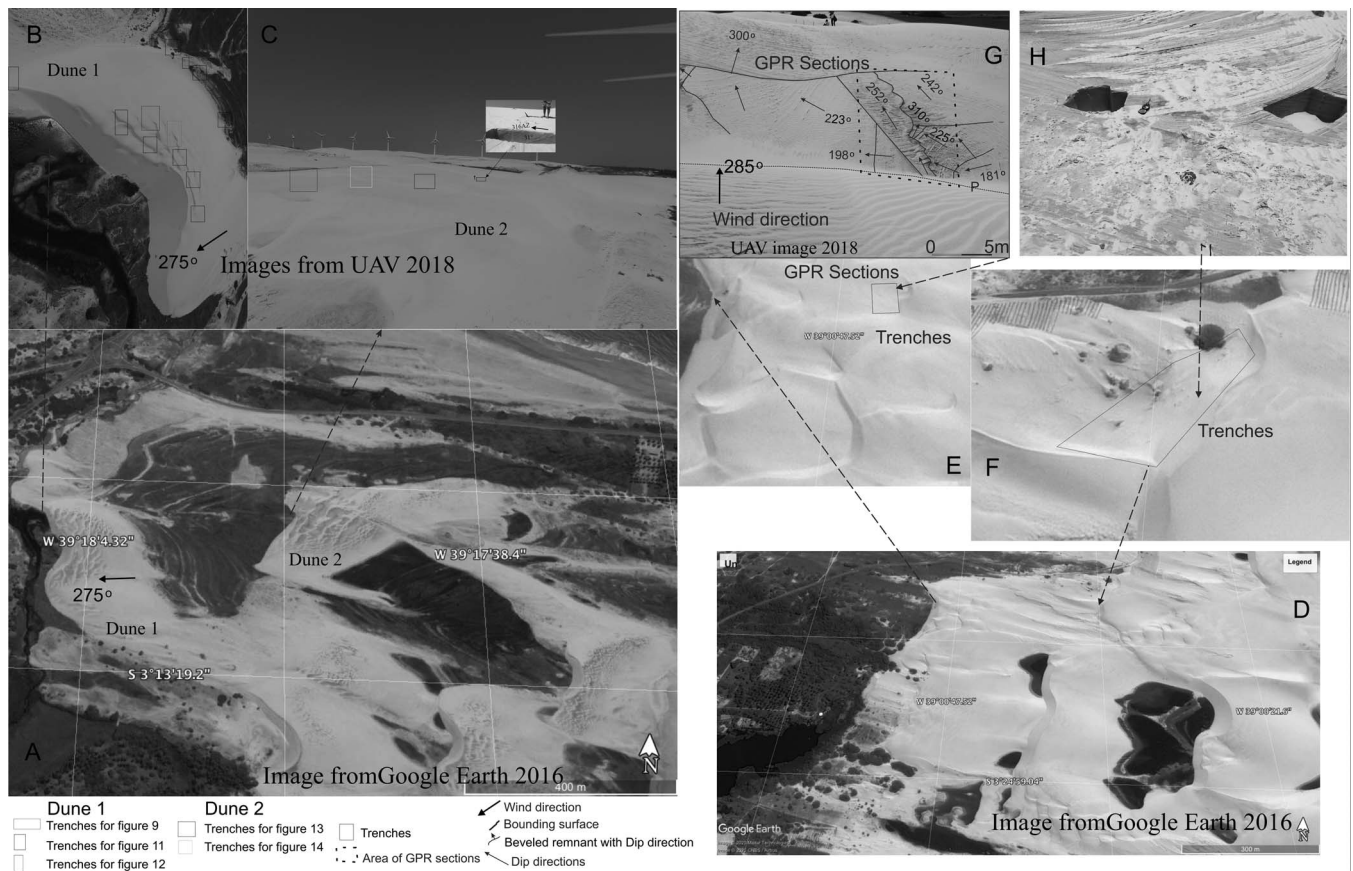 B
Dune 1
275°
Images from UAV 2018
C
316AZ
Dune 2
G
300°
GPR Sections
242°
252°
310°
223°
225°
198°
285°
181°
P
Wind direction
UAV image 2018
0 5m
H
GPR Sections
W 39°00'47.52"
Trenches
E
Trenches
F
W 39°18'4.32"
Dune 2
W 39°17'38.4"
275°
Dune 1
S 3°13'19.2"
A
Image fromGoogle Earth 2016
N
400 m
Legend
D
W 39°00'47.52"
W 39°00'21.6"
S 3°24'59.04"
Image fromGoogle Earth 2016
Google Earth
N
300 m
Dune 1
Trenches for figure 9
Trenches for figure 11
Trenches for figure 12
Dune 2
Trenches for figure 13
Trenches for figure 14
Trenches
Area of GPR sections
Wind direction
Bounding surface
Beveled remnant with Dip direction
Dip directions